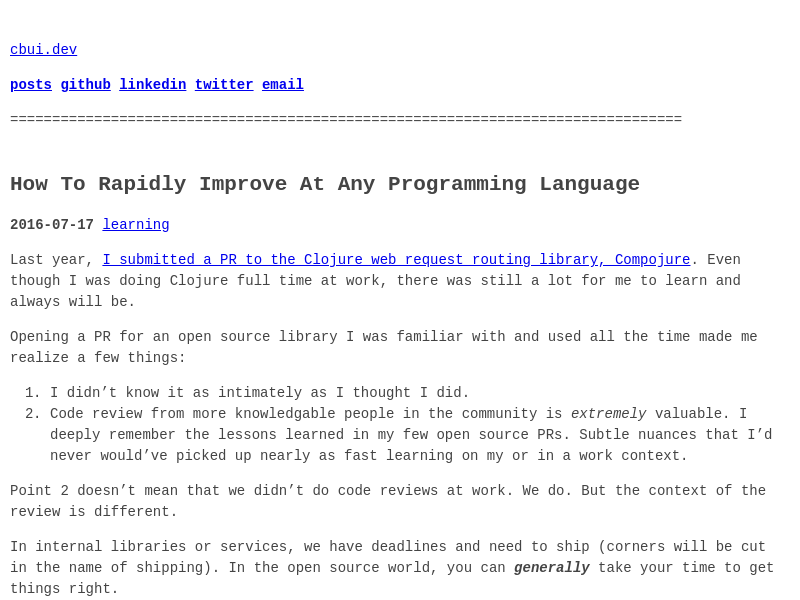 cbui.dev
posts github linkedin twitter email
================================================================================
How To Rapidly Improve At Any Programming Language
2016-07-17 learning
Last year, I submitted a PR to the Clojure web request routing library, Compojure. Even
though I was doing Clojure full time at work, there was still a lot for me to learn and
always will be.
Opening a PR for an open source library I was familiar with and used all the time made me
realize a few things:
1. I didn’t know it as intimately as I thought I did.
2. Code review from more knowledgable people in the community is extremely valuable. I
deeply remember the lessons learned in my few open source PRs. Subtle nuances that I’d
never would’ve picked up nearly as fast learning on my or in a work context.
Point 2 doesn’t mean that we didn’t do code reviews at work. We do. But the context of the
review is different.
In internal libraries or services, we have deadlines and need to ship (corners will be cut
in the name of shipping). In the open source world, you can generally take your time to get
things right.